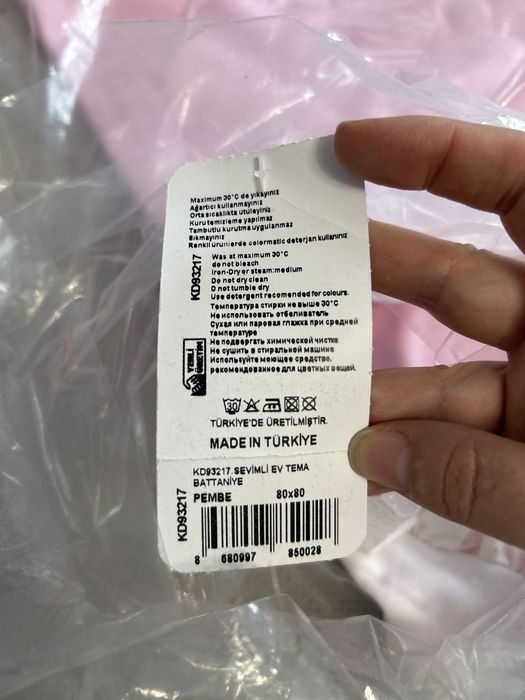 Maximum 30°C de yıkayınız
Ağartıcı kullanmayınız
Orta sıcaklıkta ütüleyiniz
Kuru temizleme yapılmaz
Tamburlu kurutma uygulanmaz
Sıkmayınız
Renkli ürünlerde colormatic deterjan kullanınız
KD93217
Was at maximum 30°C
do not bleach
Iron-Dry er steam:medium
Do not dry clean
D not tumble dry
Use detergent recomended for colours.
Температура стирки не выше 30°C
Не использовать отбеливатель
Сухая или паровая глажка при средней
температуре
Не подвергать химической чистке
Не сушить в стиральной машине
Используйте моющее средство,
рекомендованное для цветных вещей.
YERLİ
ÜRETİM
30
TÜRKİYE'DE ÜRETİLMİŞTİR.
MADE IN TÜRKİYE
KD93217
KD93217.SEVİMLİ EV TEMA
BATTANİYE
PEMBE 80x80
8 680997 850028